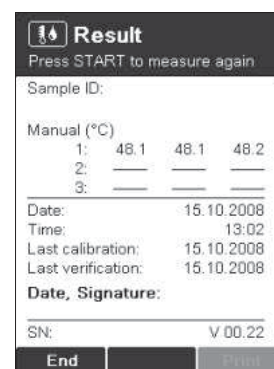 Result
Press START to measure again
Sample ID:
Manual (°C)
1: 48.1 48.1 48.2
2:
3:
Date: 15.10.2008
Time: 13:02
Last calibration: 15.10.2008
Last verification: 15.10.2008
Date, Signature:
SN: V 00.22
End Print